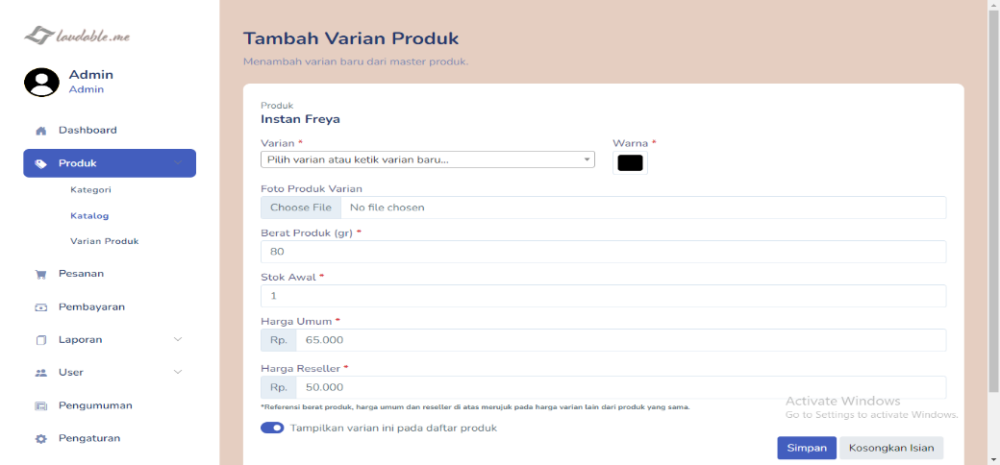 laudable.me
Admin
Admin
Dashboard
Produk
Kategori
Katalog
Varian Produk
Pesanan
Pembayaran
Laporan
User
Pengumuman
Pengaturan
Tambah Varian Produk
Menambah varian baru dari master produk.
Produk
Instan Freya
Varian *
Pilih varian atau ketik varian baru...
Warna *
Foto Produk Varian
Choose File No file chosen
Berat Produk (gr) *
80
Stok Awal *
1
Harga Umum *
Rp. 65.000
Harga Reseller *
Rp. 50.000
*Referensi berat produk, harga umum dan reseller di atas merujuk pada harga varian lain dari produk yang sama.
Tampilkan varian ini pada daftar produk
Activate Windows
Go to Settings to activate Windows.
Simpan Kosongkan Isian